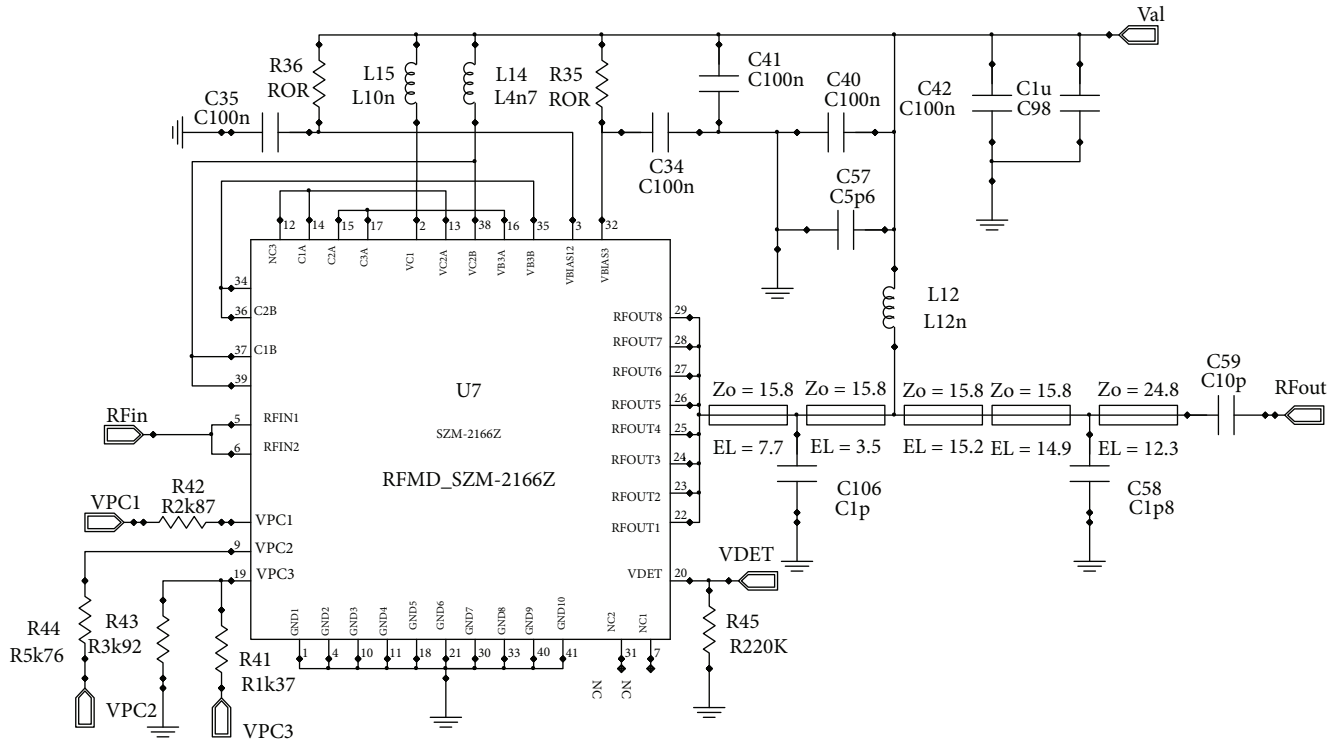 Val
R36
ROR
L15
L10n
L14
L4n7
R35
ROR
C41
C100n
C40
C100n
C42
C100n
C1u
C98
C35
C100n
C34
C100n
C57
C5p6
12
14
15
17
2
13
38
16
35
3
32
NC3
C1A
C2A
C3A
VC1
VC2A
VC2B
VB3A
VB3B
VBIAS12
VBIAS3
34
36
C2B
37
C1B
39
RFin
5
RFIN1
6
RFIN2
U7
SZM-2166Z
RFMD_SZM-2166Z
RFOUT8
29
RFOUT7
28
RFOUT6
27
RFOUT5
26
RFOUT4
25
RFOUT3
24
RFOUT2
23
RFOUT1
22
L12
L12n
Zo = 15.8
Zo = 15.8
Zo = 15.8
Zo = 15.8
Zo = 24.8
EL = 7.7
EL = 3.5
EL = 15.2
EL = 14.9
EL = 12.3
C59
C10p
RFout
C106
C1p
C58
C1p8
VPC1
R42
R2k87
VPC1
9
VPC2
19
VPC3
VDET
20
VDET
R45
R220K
R44
R5k76
R43
R3k92
R41
R1k37
VPC2
VPC3
GND1
GND2
GND3
GND4
GND5
GND6
GND7
GND8
GND9
GND10
NC2
NC1
1
4
10
11
18
21
30
33
40
41
31
7
NC
NC